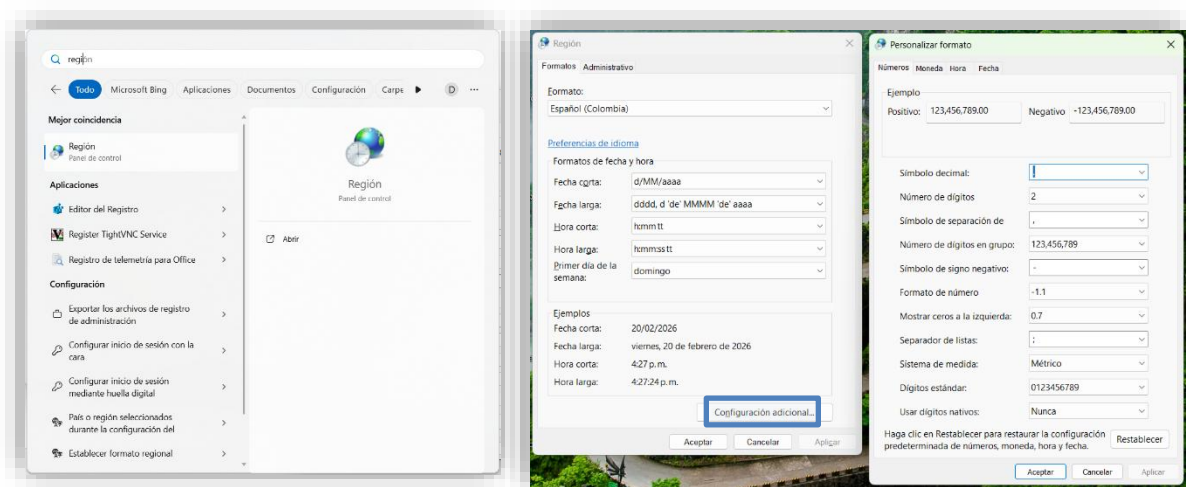 región
Todo Microsoft Bing Aplicaciones Documentos Configuración Carpe D ...
Mejor coincidencia
Región
Panel de control
Aplicaciones
Editor del Registro
Register TightVNC Service
Registro de telemetría para Office
Configuración
Exportar los archivos de registro
de administración
Configurar inicio de sesión con la
cara
Configurar inicio de sesión
mediante huella digital
País o región seleccionados
durante la configuración del
Establecer formato regional
Región
Panel de control
Abrir
Región
Formatos Administrativo
Formato:
Español (Colombia)
Preferencias de idioma
Formatos de fecha y hora
Fecha corta: d/MM/aaaa
Fecha larga: dddd, d 'de' MMMM 'de' aaaa
Hora corta: h:mm tt
Hora larga: h:mm:ss tt
Primer día de la
semana: domingo
Ejemplos
Fecha corta: 20/02/2026
Fecha larga: viernes, 20 de febrero de 2026
Hora corta: 4:27 p. m.
Hora larga: 4:27:24 p. m.
Configuración adicional...
Aceptar Cancelar Aplicar
Personalizar formato
Números Moneda Hora Fecha
Ejemplo
Positivo: 123,456,789.00 Negativo -123,456,789.00
Símbolo decimal: .
Número de dígitos 2
Símbolo de separación de ,
Número de dígitos en grupo: 123,456,789
Símbolo de signo negativo: -
Formato de número -1.1
Mostrar ceros a la izquierda: 0.7
Separador de listas: ;
Sistema de medida: Métrico
Dígitos estándar: 0123456789
Usar dígitos nativos: Nunca
Haga clic en Restablecer para restaurar la configuración
predeterminada de números, moneda, hora y fecha.
Restablecer
Aceptar Cancelar Aplicar